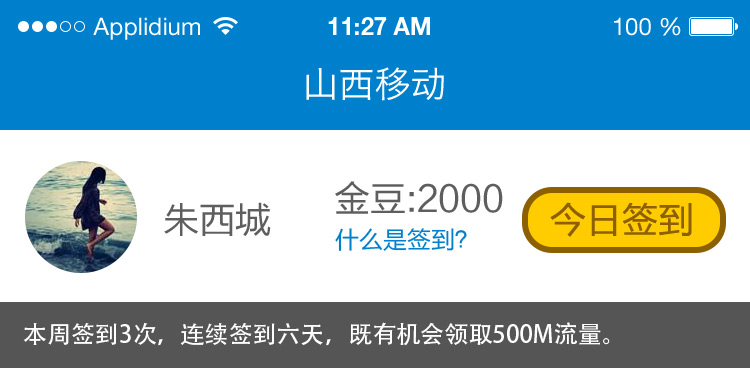 Applidium 11:27 AM 100 %
山西移动
朱西城
金豆:2000
什么是签到?
今日签到
本周签到3次，连续签到六天，既有机会领取500M流量。